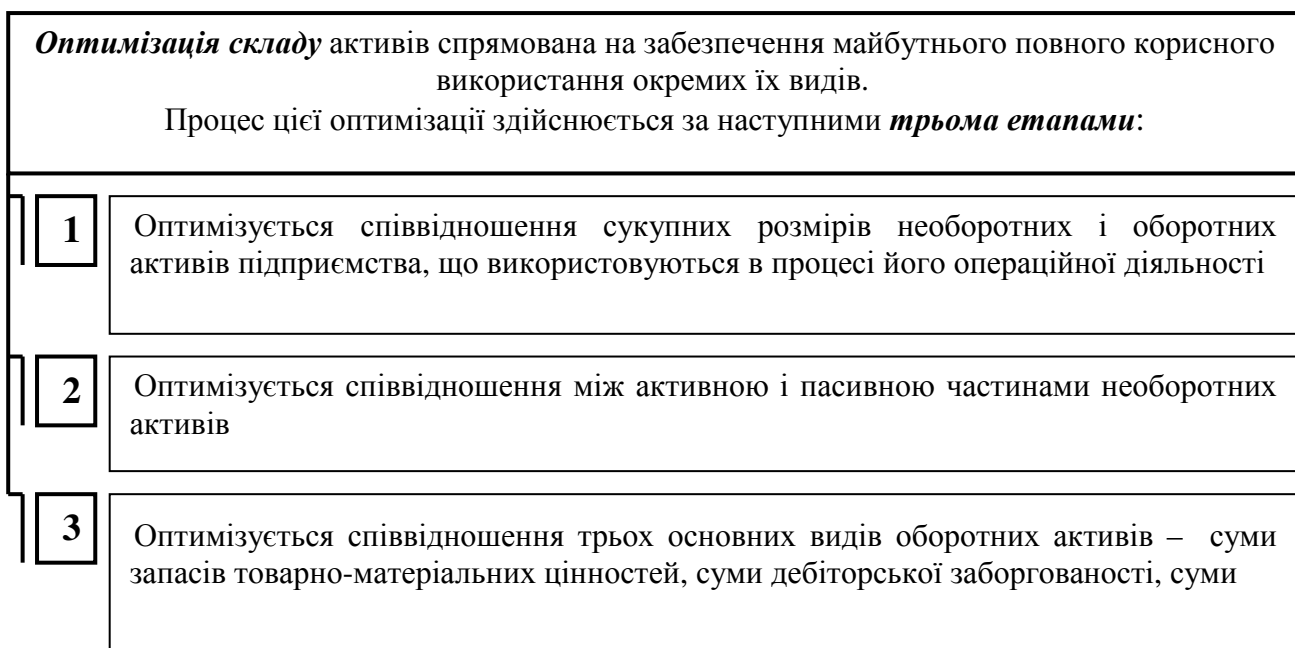 Оптимізація складу активів спрямована на забезпечення майбутнього повного корисного
використання окремих їх видів.
Процес цієї оптимізації здійснюється за наступними трьома етапами:
1
Оптимізується співвідношення сукупних розмірів необоротних і оборотних
активів підприємства, що використовуються в процесі його операційної діяльності
2
Оптимізується співвідношення між активною і пасивною частинами необоротних
активів
3
Оптимізується співвідношення трьох основних видів оборотних активів – суми
запасів товарно-матеріальних цінностей, суми дебіторської заборгованості, суми